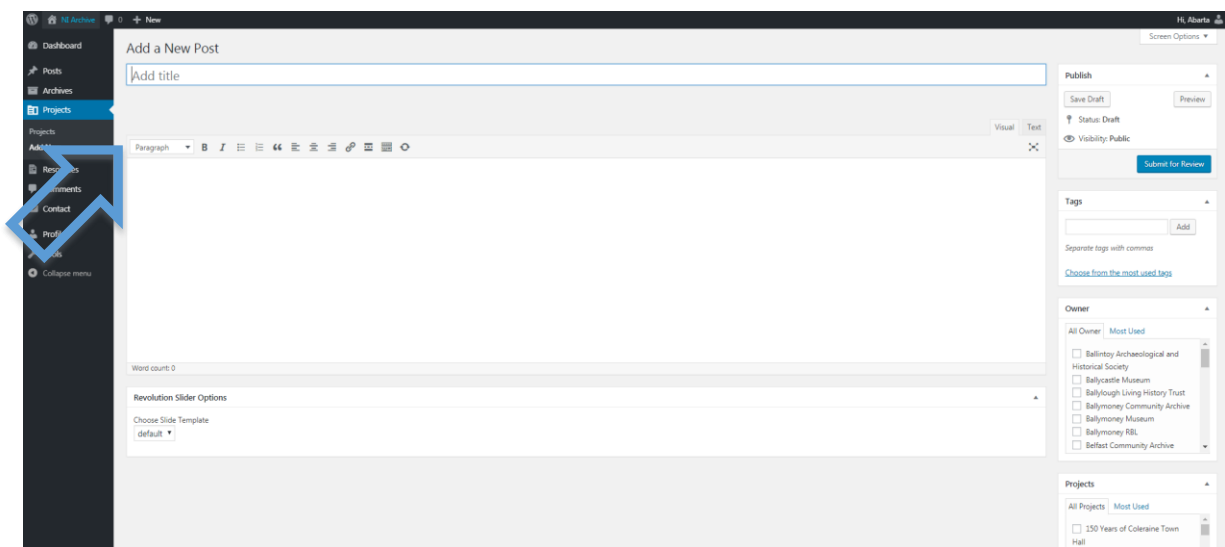 NI Archive 0 + New Hi, Abarta
Screen Options ▼
Dashboard
Posts
Archives
Projects
Projects
Contact
Collapse menu
Add a New Post
Add title
Visual Text
Paragraph B I
Word count: 0
Revolution Slider Options
Choose Slide Template
default
Publish
Save Draft Preview
Status: Draft
Visibility: Public
Submit for Review
Tags
Add
Separate tags with commas
Choose from the most used tags
Owner
All Owner Most Used
Ballintoy Archaeological and
Historical Society
Ballycastle Museum
Ballylough Living History Trust
Ballymoney Community Archive
Ballymoney Museum
Ballymoney RBL
Belfast Community Archive
Projects
All Projects Most Used
150 Years of Coleraine Town
Hall